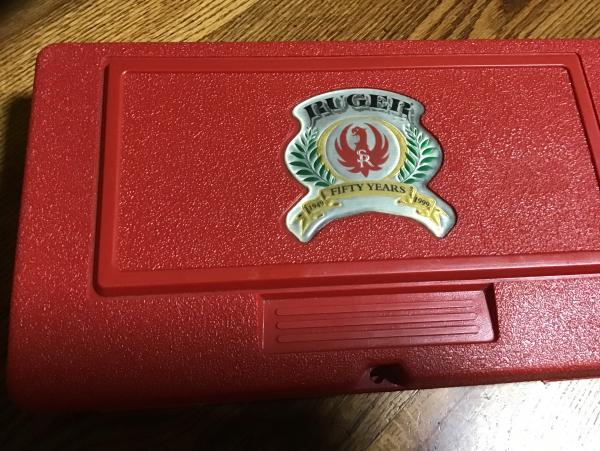 RUGER
SR
FIFTY YEARS
1949 1999